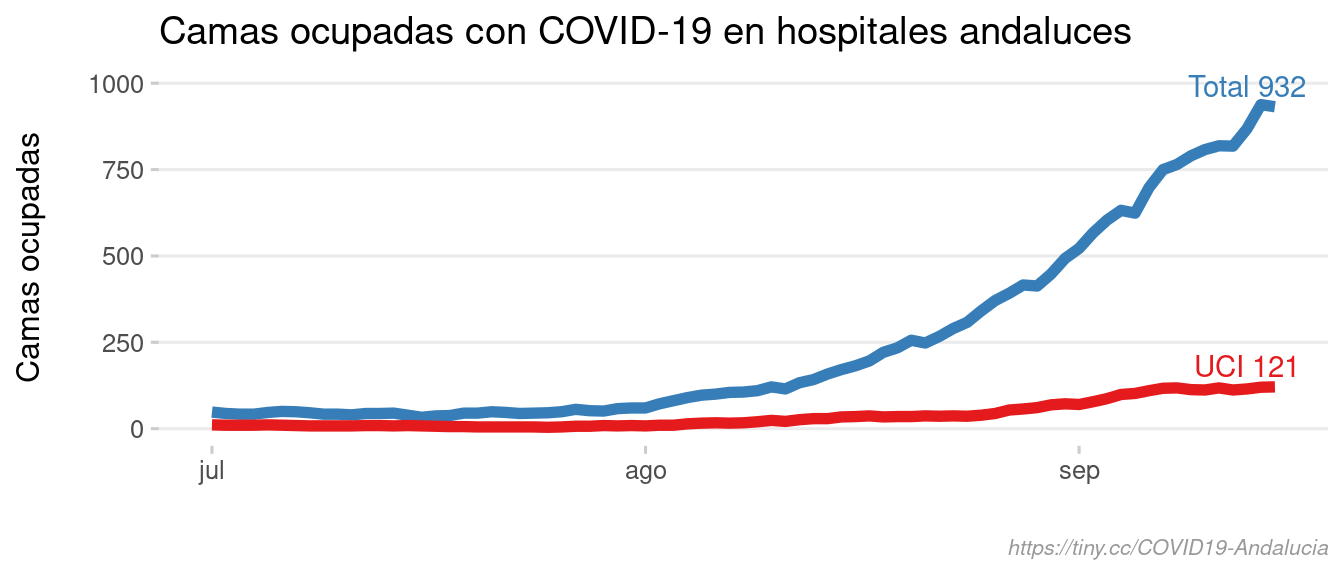 Camas ocupadas con COVID-19 en hospitales andaluces
Camas ocupadas
1000
750
500
250
0
Total 932
UCI 121
jul ago sep
https://tiny.cc/COVID19-Andalucia